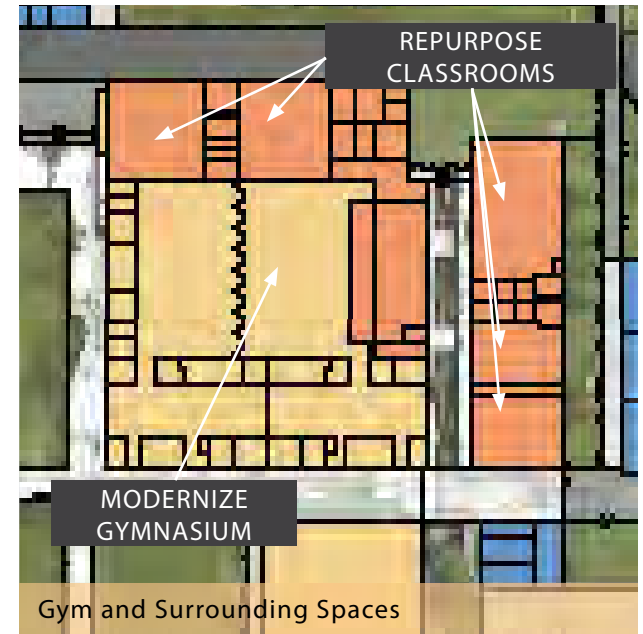 REPURPOSE
CLASSROOMS
MODERNIZE
GYMNASIUM
Gym and Surrounding Spaces